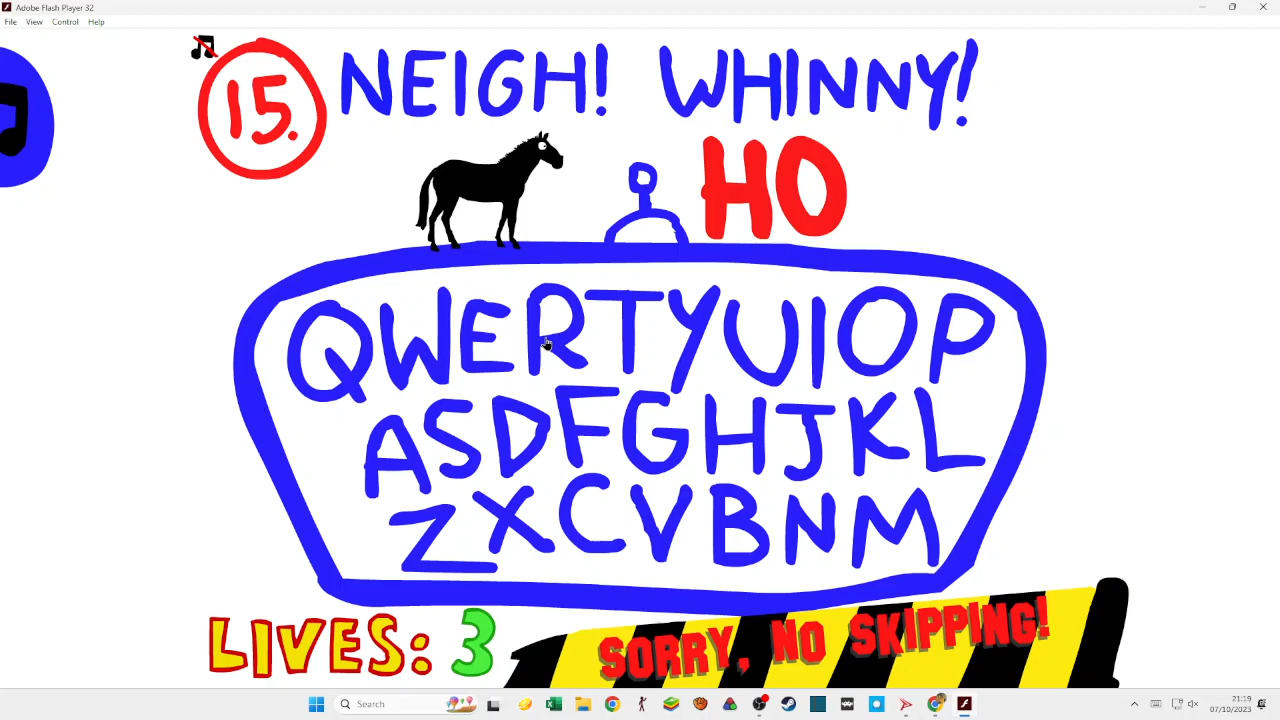 Adobe Flash Player 32
File View Control Help
15. NEIGH! WHINNY!
HO
QWERTYUIOP
ASDFGHJKL
ZXCVBNM
LIVES: 3
SORRY, NO SKIPPING!
Search
21:19
07/10/2023